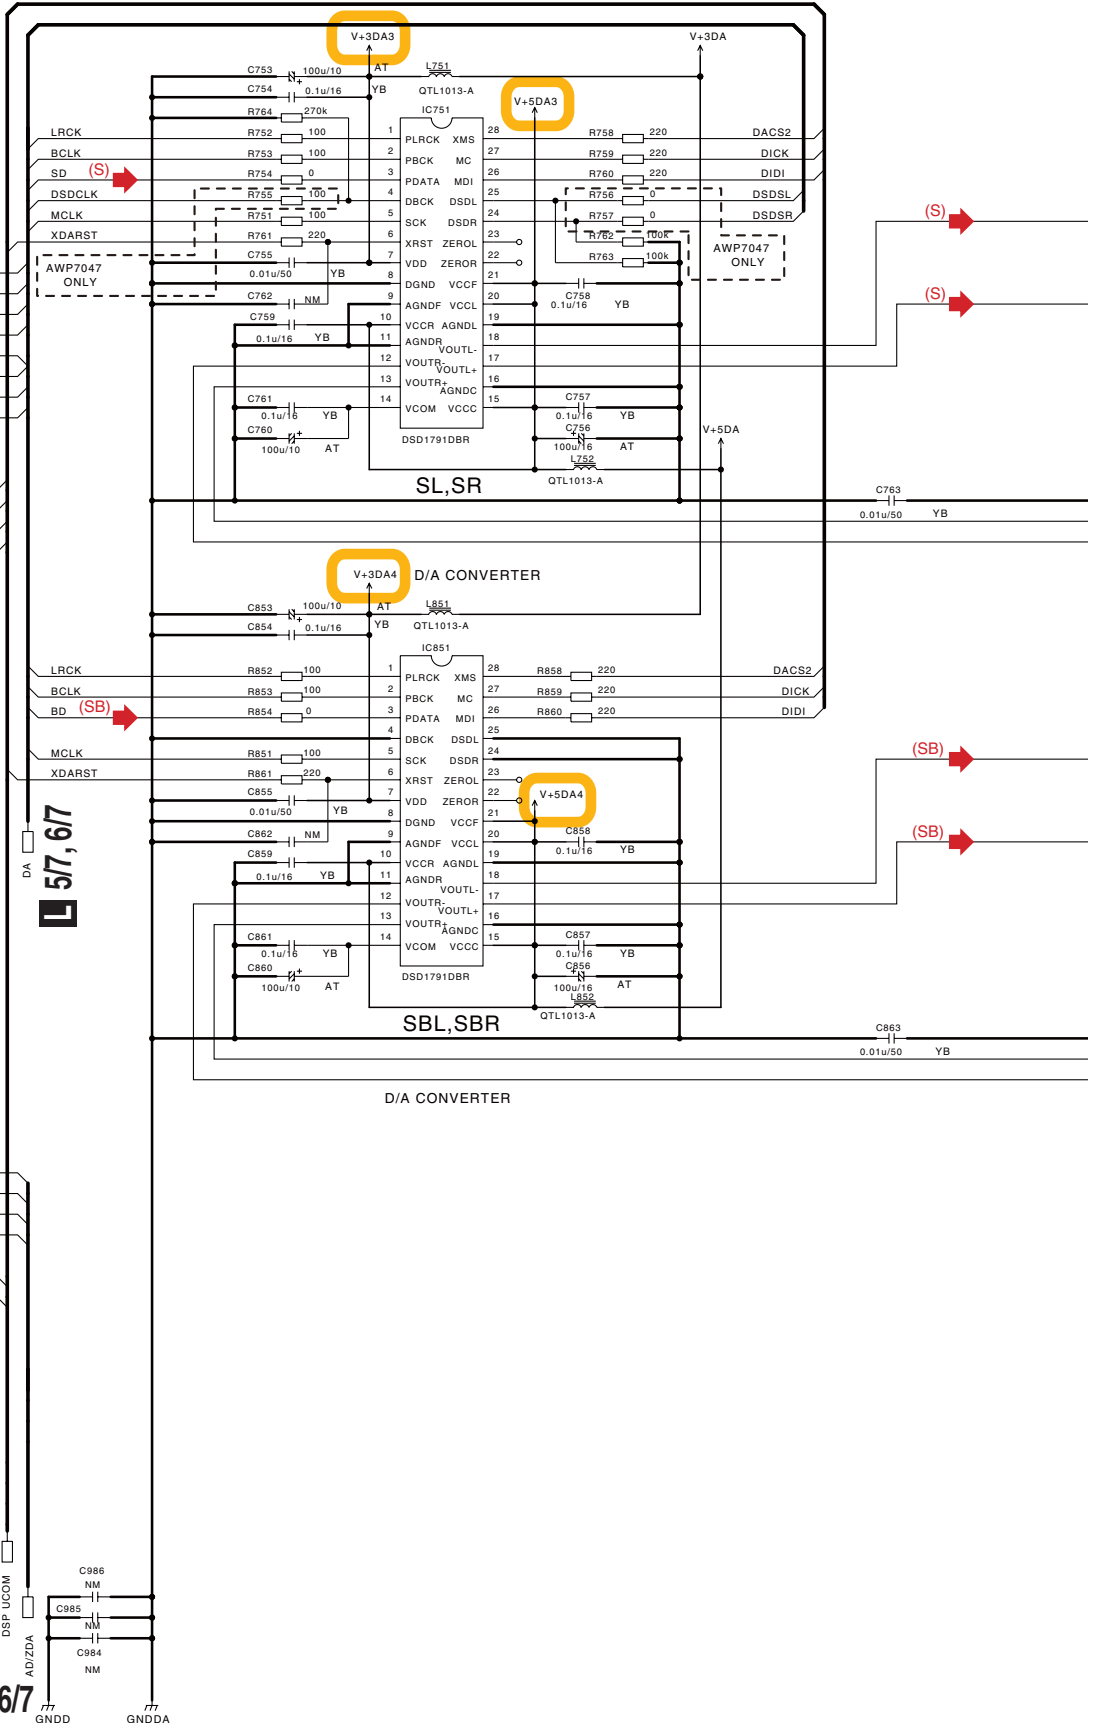 V+3DA3
V+3DA
C753 100u/10 + AT L751
C754 0.1u/16 YB QTL1013-A
V+5DA3
R764 270k IC751
LRCK R752 100 1 PLRCK XMS 28 R758 220 DACS2
BCLK R753 100 2 PBCK MC 27 R759 220 DICK
SD (S) R754 0 3 PDATA MDI 26 R760 220 DIDI
DSDCLK R755 100 4 DBCK DSDL 25 R756 0 DSDSL
MCLK R751 100 5 SCK DSDR 24 R757 0 DSDSR (S)
XDARST R761 220 6 XRST ZEROL 23 R762 100k
AWP7047 ONLY
C755 0.01u/50 YB 7 VDD ZEROR 22 R763 100k
AWP7047 ONLY
8 DGND VCCF 21 C758 0.1u/16 YB
C762 NM 9 AGNDF VCCL 20 (S)
C759 0.1u/16 YB 10 VCCR AGNDL 19
11 AGNDR VOUTL- 18
12 VOUTR- VOUTL+ 17
13 VOUTR+ AGNDC 16
C761 0.1u/16 YB 14 VCOM VCCC 15 C757 0.1u/16 YB
C760 + 100u/10 AT DSD1791DBR C756 + 100u/16 AT V+5DA
L752
SL,SR QTL1013-A
C763
0.01u/50 YB
V+3DA4 D/A CONVERTER
C853 100u/10 + AT L851
C854 0.1u/16 YB QTL1013-A
IC851
LRCK R852 100 1 PLRCK XMS 28 R858 220 DACS2
BCLK R853 100 2 PBCK MC 27 R859 220 DICK
BD (SB) R854 0 3 PDATA MDI 26 R860 220 DIDI
4 DBCK DSDL 25
MCLK R851 100 5 SCK DSDR 24 (SB)
XDARST R861 220 6 XRST ZEROL 23
C855 0.01u/50 YB 7 VDD ZEROR 22 V+5DA4
8 DGND VCCF 21
C862 NM 9 AGNDF VCCL 20 C858 0.1u/16 YB (SB)
C859 0.1u/16 YB 10 VCCR AGNDL 19
11 AGNDR VOUTL- 18
12 VOUTR- VOUTL+ 17
13 VOUTR+ AGNDC 16
C861 0.1u/16 YB 14 VCOM VCCC 15 C857 0.1u/16 YB
C860 + 100u/10 AT DSD1791DBR C856 + 100u/16 AT
L852
SBL,SBR QTL1013-A
C863
0.01u/50 YB
D/A CONVERTER
DA
L 5/7, 6/7
DSP UCOM
AD/ZDA
C986
NM
C985
NM
C984
NM
6/7
GNDD GNDDA